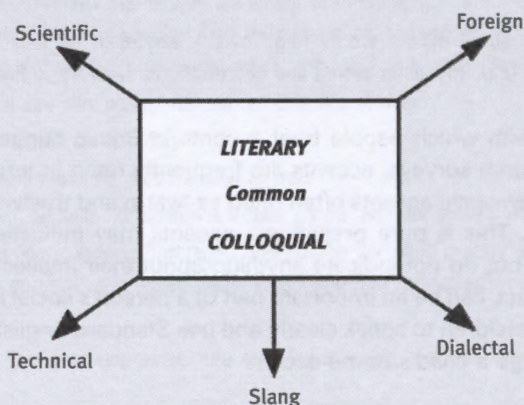 Scientific
Foreign
LITERARY
Common
COLLOQUIAL
Technical
Dialectal
Slang